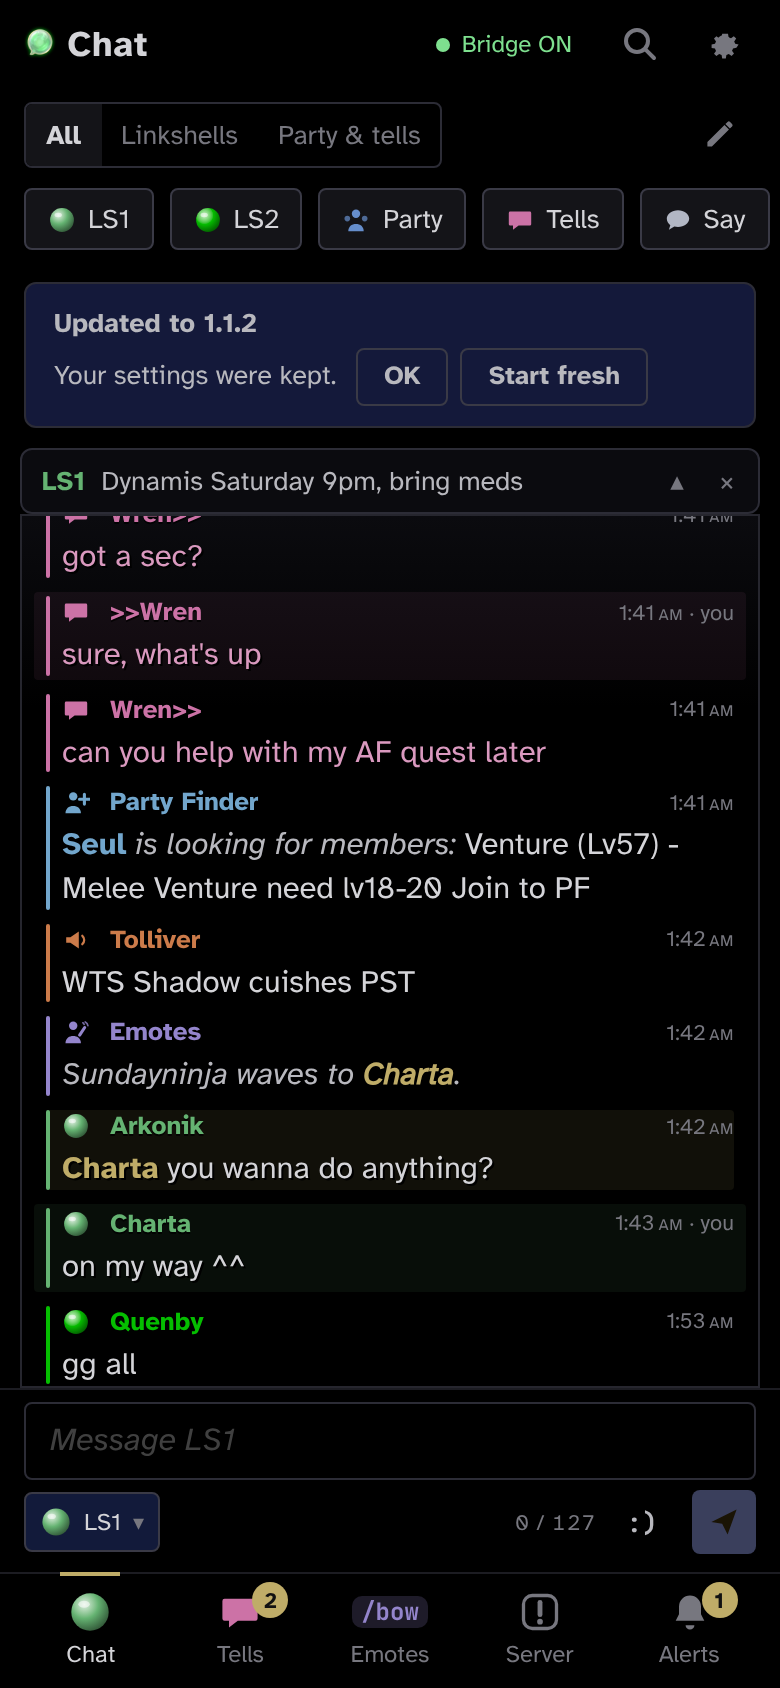 Chat
Bridge ON
All
Linkshells
Party & tells
LS1
LS2
Party
Tells
Say
Updated to 1.1.2
Your settings were kept.
OK
Start fresh
LS1 Dynamis Saturday 9pm, bring meds
Wren>> 1:41 AM
got a sec?
>>Wren 1:41 AM · you
sure, what's up
Wren>> 1:41 AM
can you help with my AF quest later
Party Finder 1:41 AM
Seul is looking for members: Venture (Lv57) -
Melee Venture need lv18-20 Join to PF
Tolliver 1:42 AM
WTS Shadow cuishes PST
Emotes 1:42 AM
Sundayninja waves to Charta.
Arkonik 1:42 AM
Charta you wanna do anything?
Charta 1:43 AM · you
on my way ^^
Quenby 1:53 AM
gg all
Message LS1
LS1
0 / 127
:)
2
/bow
1
Chat
Tells
Emotes
Server
Alerts